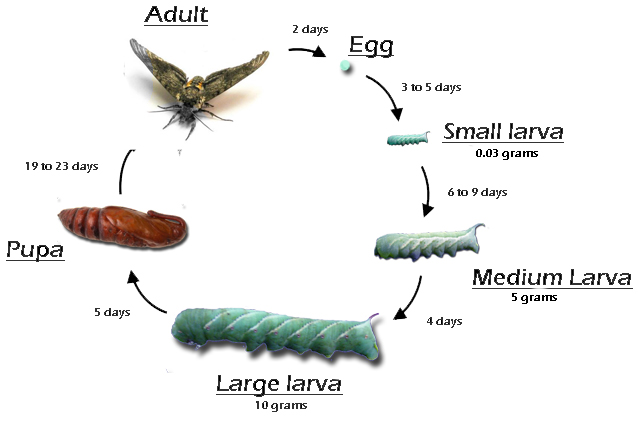 Adult
2 days
Egg
3 to 5 days
Small larva
0.03 grams
6 to 9 days
Medium Larva
5 grams
4 days
Large larva
10 grams
5 days
Pupa
19 to 23 days